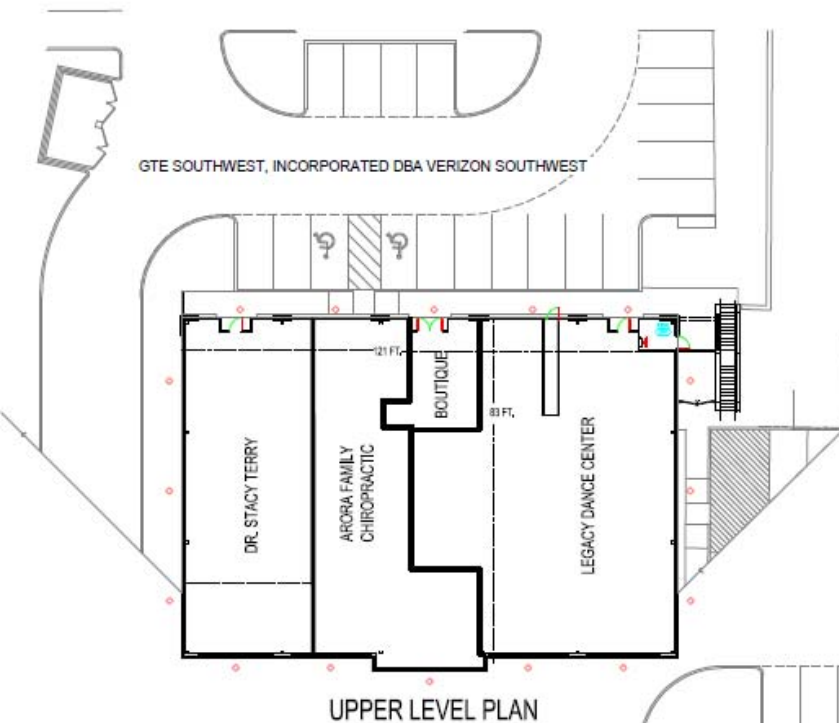 GTE SOUTHWEST, INCORPORATED DBA VERIZON SOUTHWEST
121 FT.
BOUTIQUE
83 FT.
DR. STACY TERRY
ARORA FAMILY
CHIROPRACTIC
LEGACY DANCE CENTER
UPPER LEVEL PLAN